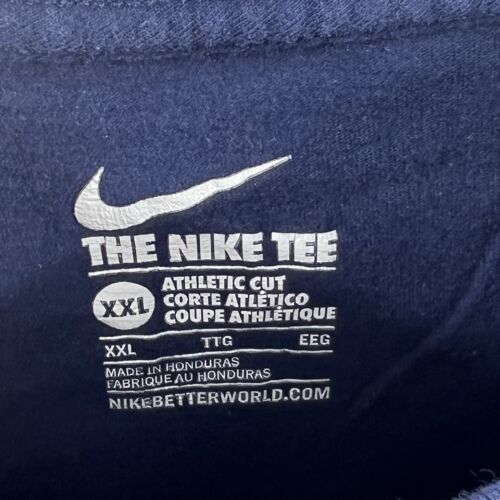 THE NIKE TEE
XXL
ATHLETIC CUT
CORTE ATLÉTICO
COUPE ATHLÉTIQUE
XXL TTG EEG
MADE IN HONDURAS
FABRIQUE AU HONDURAS
NIKEBETTERWORLD.COM